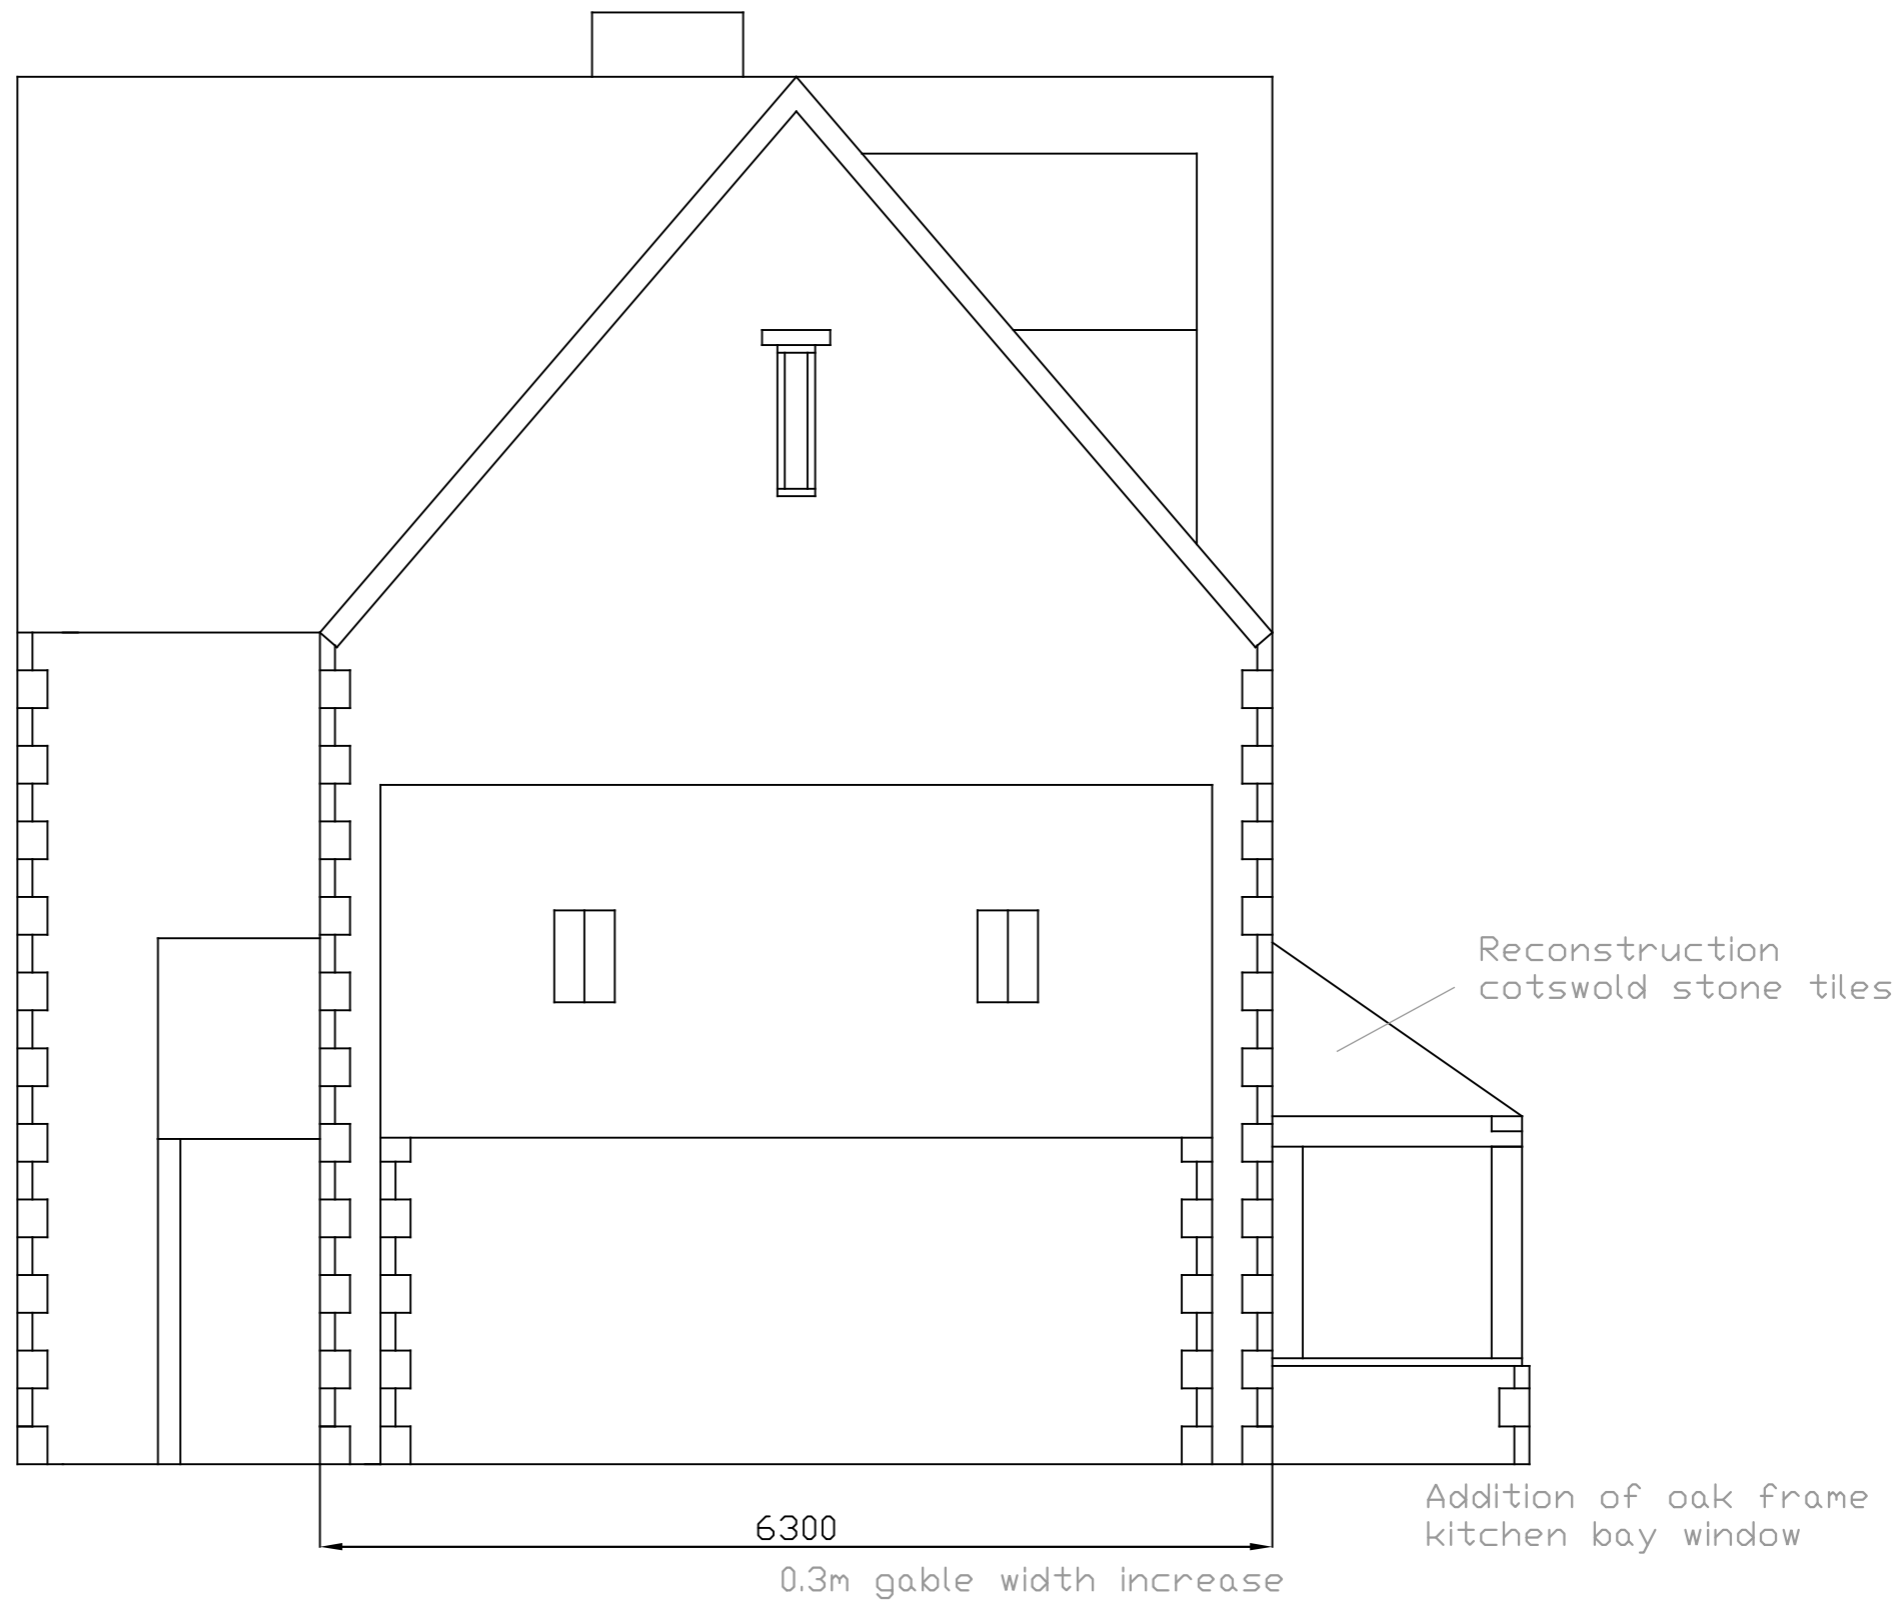 Reconstruction
cotswold stone tiles
Addition of oak frame
kitchen bay window
6300
0.3m gable width increase